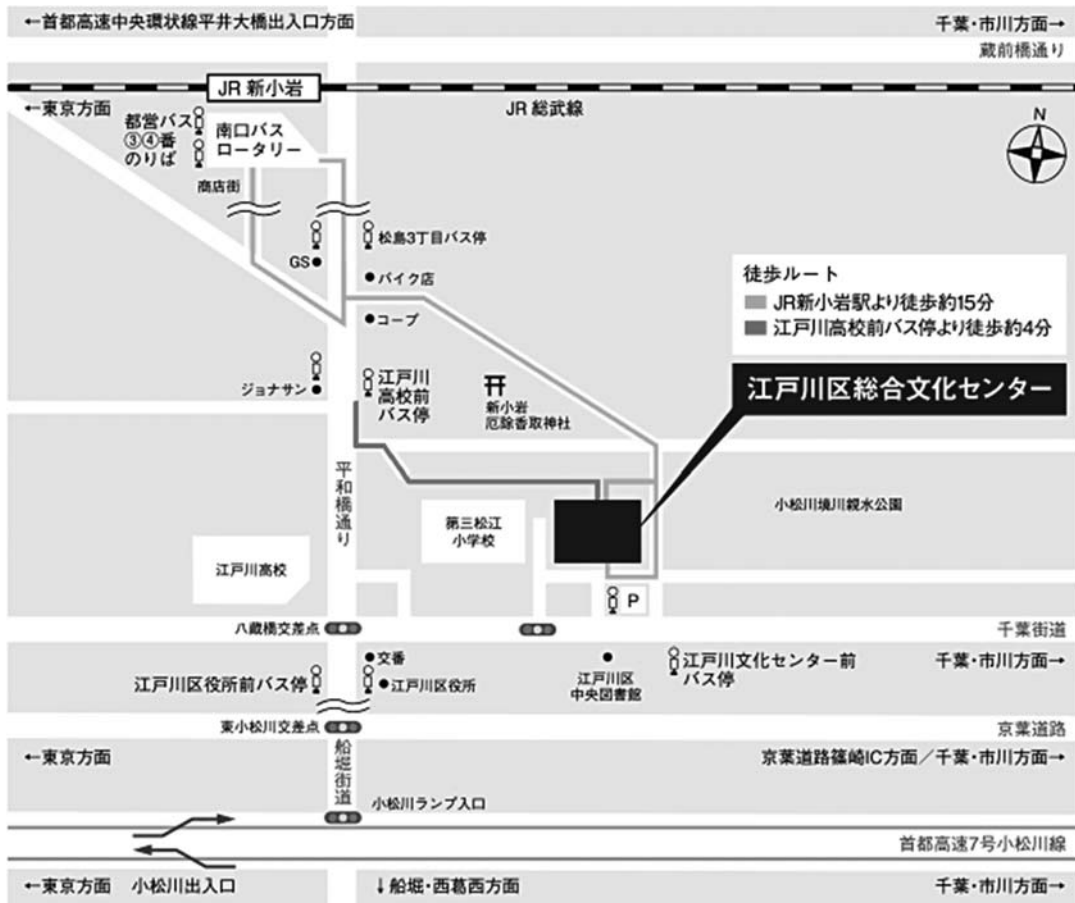 ←首都高速中央環状線平井大橋出入口方面
千葉・市川方面→
蔵前橋通り
JR 新小岩
←東京方面
JR 総武線
都営バス
③④番
のりば
南口バス
ロータリー
N
商店街
松島3丁目バス停
GS
バイク店
コープ
徒歩ルート
JR新小岩駅より徒歩約15分
江戸川高校前バス停より徒歩約4分
江戸川区総合文化センター
ジョナサン
江戸川
高校前
バス停
新小岩
厄除香取神社
平和橋通り
第三松江
小学校
小松川境川親水公園
江戸川高校
P
八蔵橋交差点
千葉街道
交番
江戸川区役所前バス停
江戸川区役所
江戸川区
中央図書館
江戸川文化センター前
バス停
千葉・市川方面→
東小松川交差点
京葉道路
←東京方面
船堀街道
京葉道路篠崎IC方面／千葉・市川方面→
小松川ランプ入口
首都高速7号小松川線
←東京方面
小松川出入口
↓船堀・西葛西方面
千葉・市川方面→